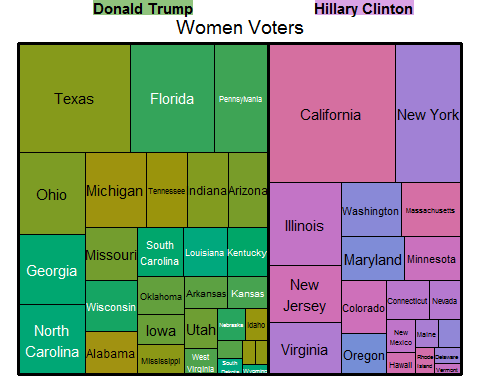 Donald Trump
Hillary Clinton
Women Voters
Texas
Florida
Pennsylvania
Ohio
Michigan
Tennessee
Indiana
Arizona
Georgia
Missouri
South
Carolina
Louisiana
Kentucky
Wisconsin
Oklahoma
Arkansas
Kansas
North
Carolina
Alabama
Iowa
Mississippi
Utah
Nebraska
Idaho
West
Virginia
South
Dakota
Wyoming
California
New York
Illinois
Washington
Massachusetts
Maryland
Minnesota
New
Jersey
Colorado
Connecticut
Nevada
Virginia
Oregon
New
Mexico
Maine
Hawaii
Rhode
Island
Delaware
Vermont